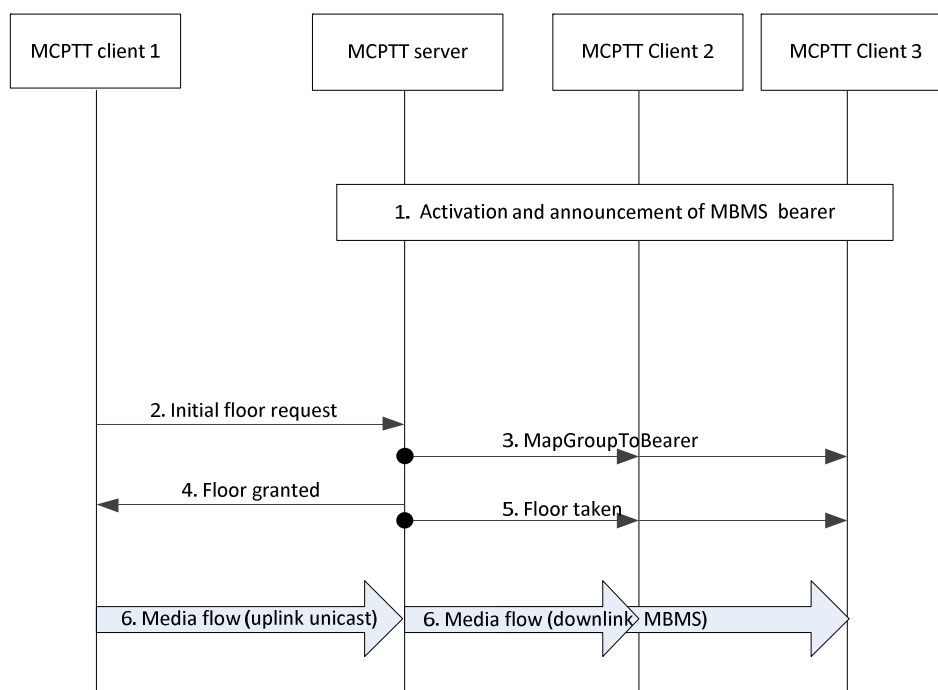 MCPTT client 1
MCPTT server
MCPTT Client 2
MCPTT Client 3
1. Activation and announcement of MBMS bearer
2. Initial floor request
3. MapGroupToBearer
4. Floor granted
5. Floor taken
6. Media flow (uplink unicast)
6. Media flow (downlink MBMS)